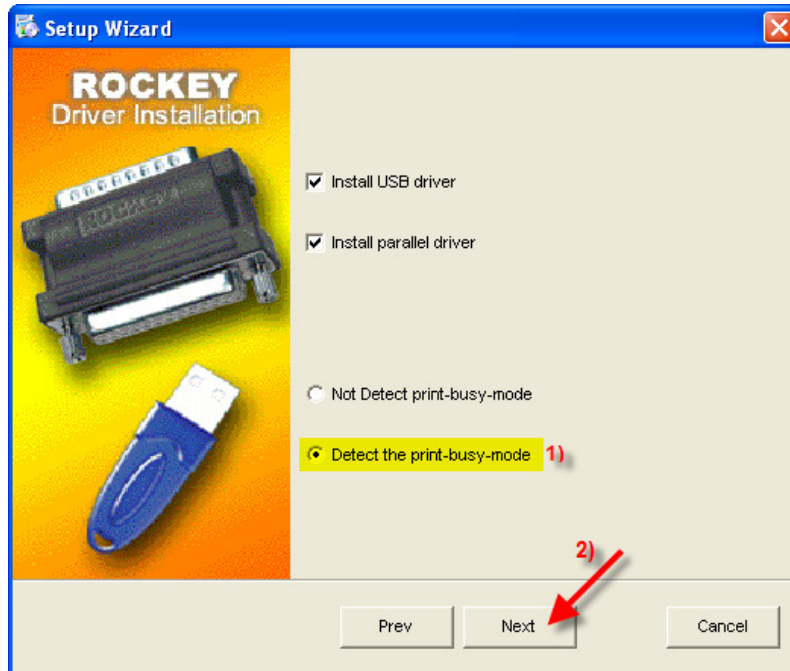 Setup Wizard
ROCKEY
Driver Installation
Install USB driver
Install parallel driver
Not Detect print-busy-mode
Detect the print-busy-mode 1)
2)
Prev
Next
Cancel